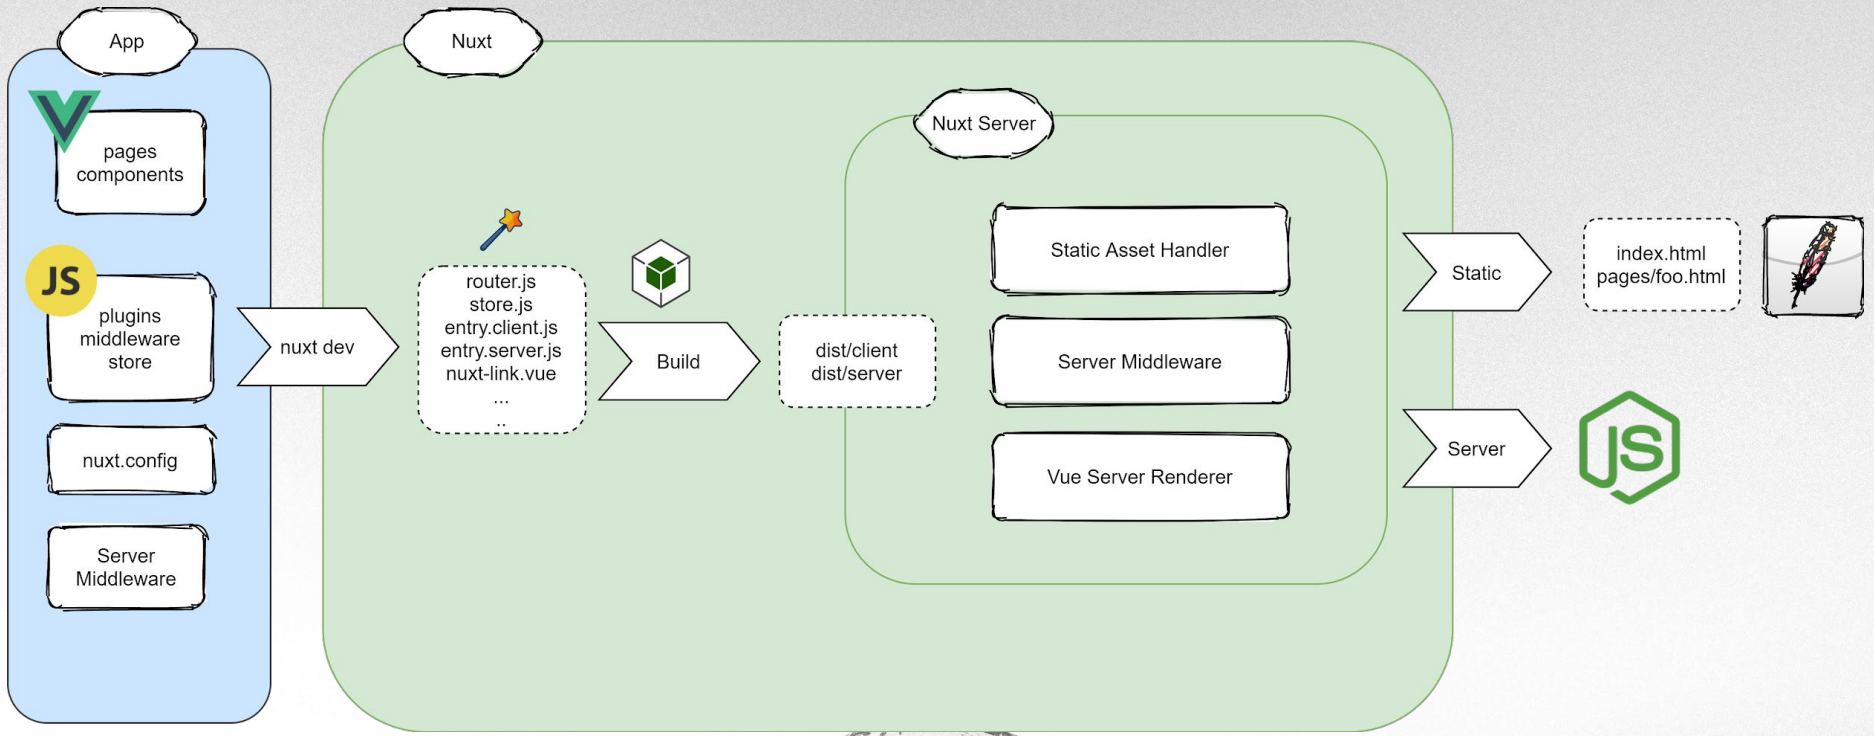 App
pages
components
JS
plugins
middleware
store
nuxt.config
Server
Middleware
nuxt dev
Nuxt
router.js
store.js
entry.client.js
entry.server.js
nuxt-link.vue
...
..
Build
dist/client
dist/server
Nuxt Server
Static Asset Handler
Server Middleware
Vue Server Renderer
Static
index.html
pages/foo.html
Server
JS